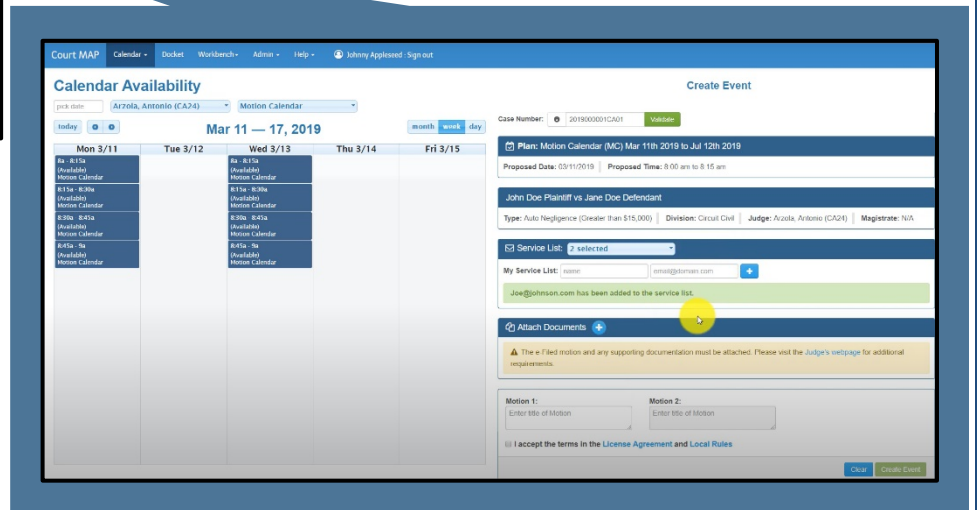 Court MAP Calendar Docket Workbench Admin Help Johnny Appleseed : Sign out
Calendar Availability
pick date Arzola, Antonio (CA24) Motion Calendar
today Mar 11 — 17, 2019 month week day
Mon 3/11 Tue 3/12 Wed 3/13 Thu 3/14 Fri 3/15
8a - 8:15a 8a - 8:15a
(Available) (Available)
Motion Calendar Motion Calendar
8:15a - 8:30a 8:15a - 8:30a
(Available) (Available)
Motion Calendar Motion Calendar
8:30a 8:45a 8:30a 8:45a
(Available) (Available)
Motion Calendar Motion Calendar
8:45a - 9a 8:45a - 9a
(Available) (Available)
Motion Calendar Motion Calendar
Create Event
Case Number: 2019000001CA01 Validate
Plan: Motion Calendar (MC) Mar 11th 2019 to Jul 12th 2019
Proposed Date: 03/11/2019 Proposed Time: 8:00 am to 8:15 am
John Doe Plaintiff vs Jane Doe Defendant
Type: Auto Negligence (Greater than $15,000) Division: Circuit Civil Judge: Arzola, Antonio (CA24) Magistrate: N/A
Service List: 2 selected
My Service List: name email@domain.com +
Joe@johnson.com has been added to the service list.
Attach Documents +
The e-Filed motion and any supporting documentation must be attached. Please visit the Judge's webpage for additional
requirements.
Motion 1: Motion 2:
Enter title of Motion Enter title of Motion
I accept the terms in the License Agreement and Local Rules
Clear Create Event